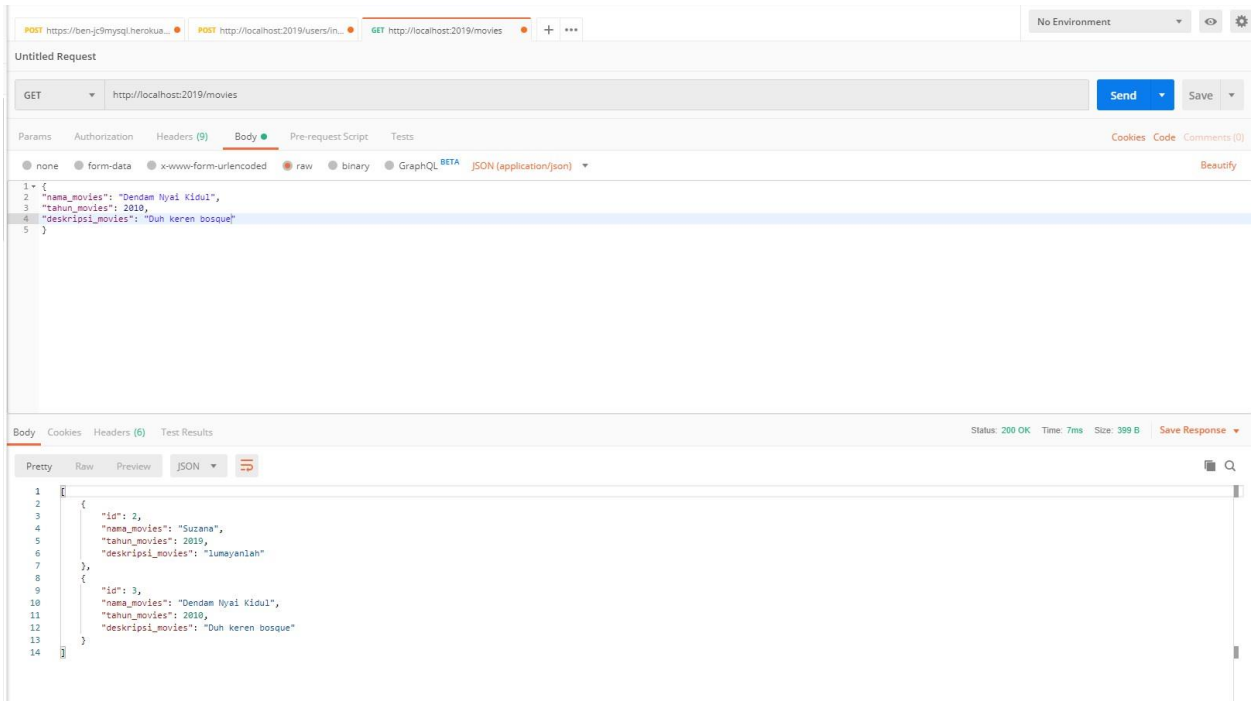 No Environment
POST https://ben-jc9mysql.herokua... POST http://localhost:2019/users/in... GET http://localhost:2019/movies + •••
Untitled Request
GET http://localhost:2019/movies Send Save
Params Authorization Headers (9) Body Pre-request Script Tests Cookies Code Comments (0)
none form-data x-www-form-urlencoded raw binary GraphQL BETA JSON (application/json) Beautify
1 {
2 "nama_movies": "Dendam Nyai Kidul",
3 "tahun_movies": 2010,
4 "deskripsi_movies": "Duh keren bosque"
5 }
Body Cookies Headers (6) Test Results Status: 200 OK Time: 7ms Size: 399 B Save Response
Pretty Raw Preview JSON
1 [
2 {
3 "id": 2,
4 "nama_movies": "Suzana",
5 "tahun_movies": 2019,
6 "deskripsi_movies": "lumayanlah"
7 },
8 {
9 "id": 3,
10 "nama_movies": "Dendam Nyai Kidul",
11 "tahun_movies": 2010,
12 "deskripsi_movies": "Duh keren bosque"
13 }
14 ]